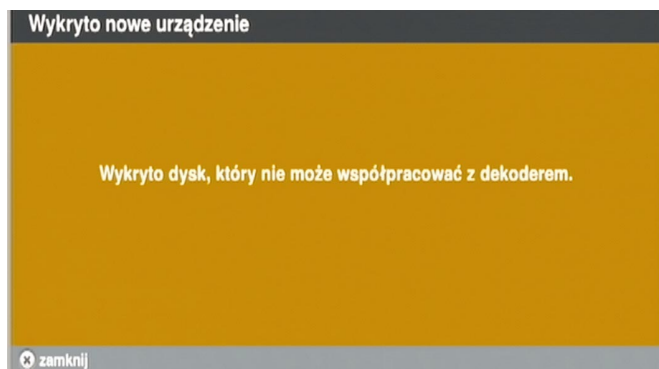 Wykryto nowe urządzenie
Wykryto dysk, który nie może współpracować z dekoderem.
zamknij